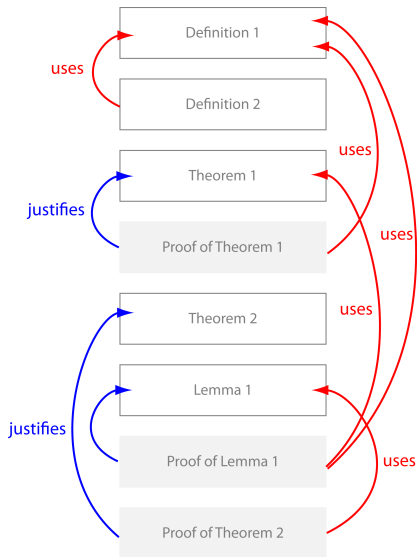 Definition 1
uses
Definition 2
uses
Theorem 1
justifies
uses
Proof of Theorem 1
uses
Theorem 2
Lemma 1
justifies
uses
Proof of Lemma 1
Proof of Theorem 2